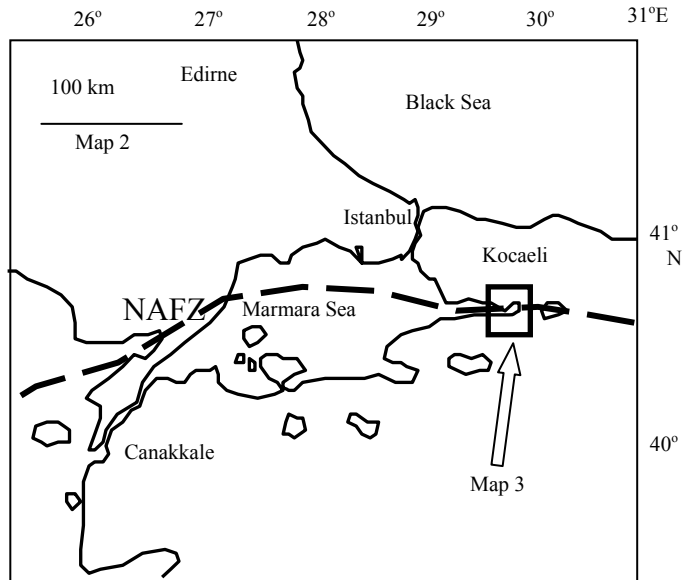 26º 27º 28º 29º 30º 31ºE
Edirne
100 km
Black Sea
Map 2
Istanbul
41º
Kocaeli
N
NAFZ
Marmara Sea
40º
Canakkale
Map 3